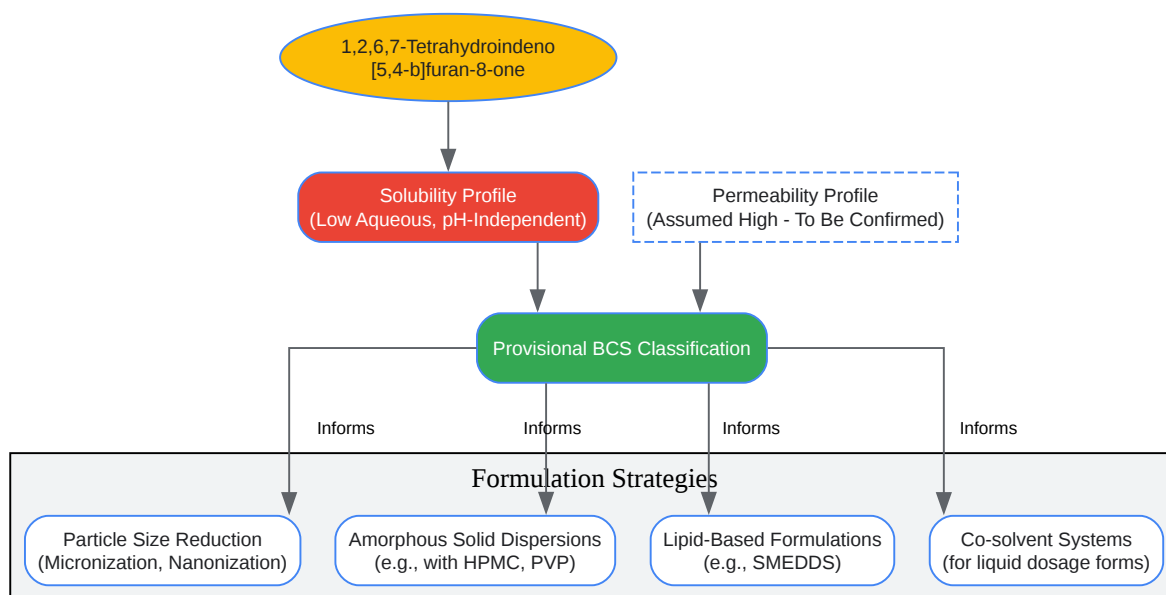 1,2,6,7-Tetrahydroindeno
[5,4-b]furan-8-one
Solubility Profile
(Low Aqueous, pH-Independent)
Permeability Profile
(Assumed High - To Be Confirmed)
Provisional BCS Classification
Informs
Informs
Informs
Informs
Formulation Strategies
Particle Size Reduction
(Micronization, Nanonization)
Amorphous Solid Dispersions
(e.g., with HPMC, PVP)
Lipid-Based Formulations
(e.g., SMEDDS)
Co-solvent Systems
(for liquid dosage forms)